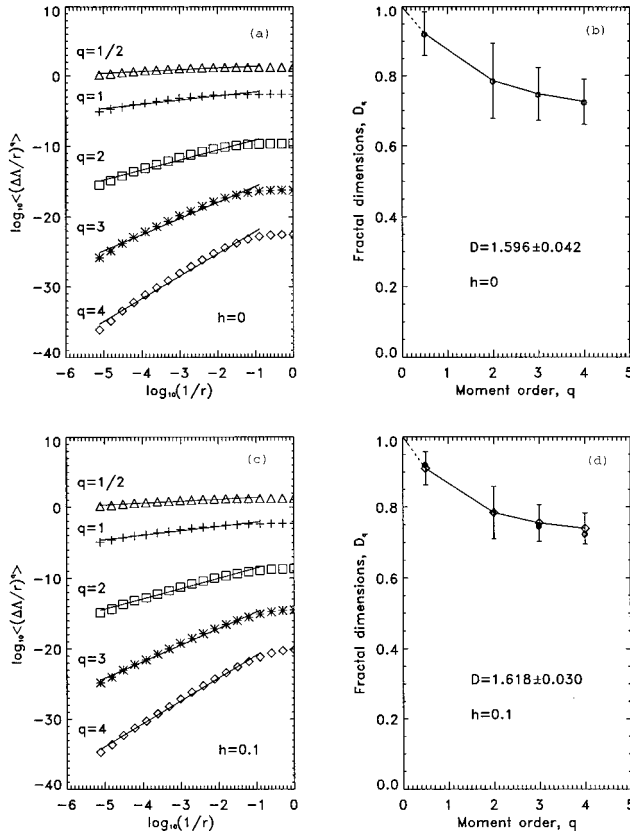 (a)
q=1/2
q=1
q=2
q=3
q=4
h=0
10
0
−10
−20
−30
−40
log₁₀<(ΔΛ/r)^q>
−6 −5 −4 −3 −2 −1 0
log₁₀(1/r)
(b)
1.0
0.8
0.6
0.4
0.2
0.0
Fractal dimensions, D_q
D=1.596±0.042
h=0
0 1 2 3 4 5
Moment order, q
(c)
q=1/2
q=1
q=2
q=3
q=4
h=0.1
10
0
−10
−20
−30
−40
log₁₀<(ΔΛ/r)^q>
−6 −5 −4 −3 −2 −1 0
log₁₀(1/r)
(d)
1.0
0.8
0.6
0.4
0.2
0.0
Fractal dimensions, D_q
D=1.618±0.030
h=0.1
0 1 2 3 4 5
Moment order, q